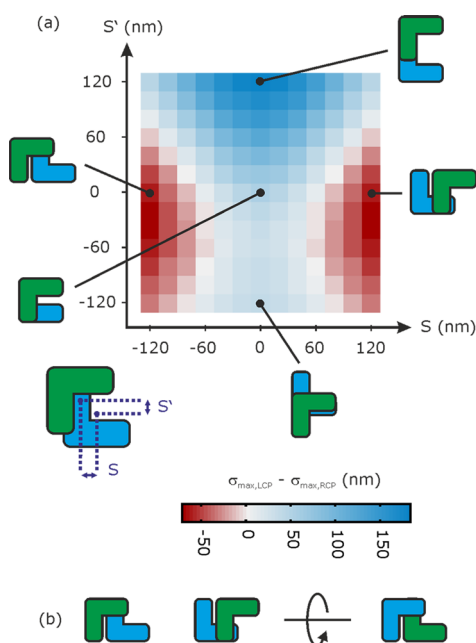 (a)
S' (nm)
120
60
0
-60
-120
-120 -60 0 60 120
S (nm)
S'
S
σmax,LCP - σmax,RCP (nm)
-50 0 50 100 150
(b)